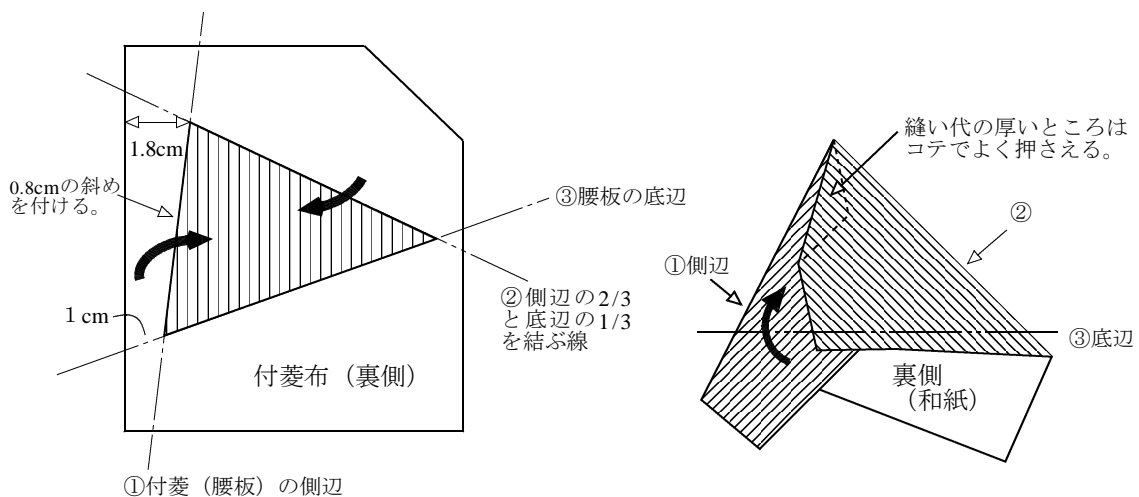 1.8cm
0.8cmの斜め
を付ける。
1 cm
③腰板の底辺
②側辺の2/3
と底辺の1/3
を結ぶ線
付菱布（裏側）
①付菱（腰板）の側辺
縫い代の厚いところは
コテでよく押さえる。
②
①側辺
③底辺
裏側
（和紙）